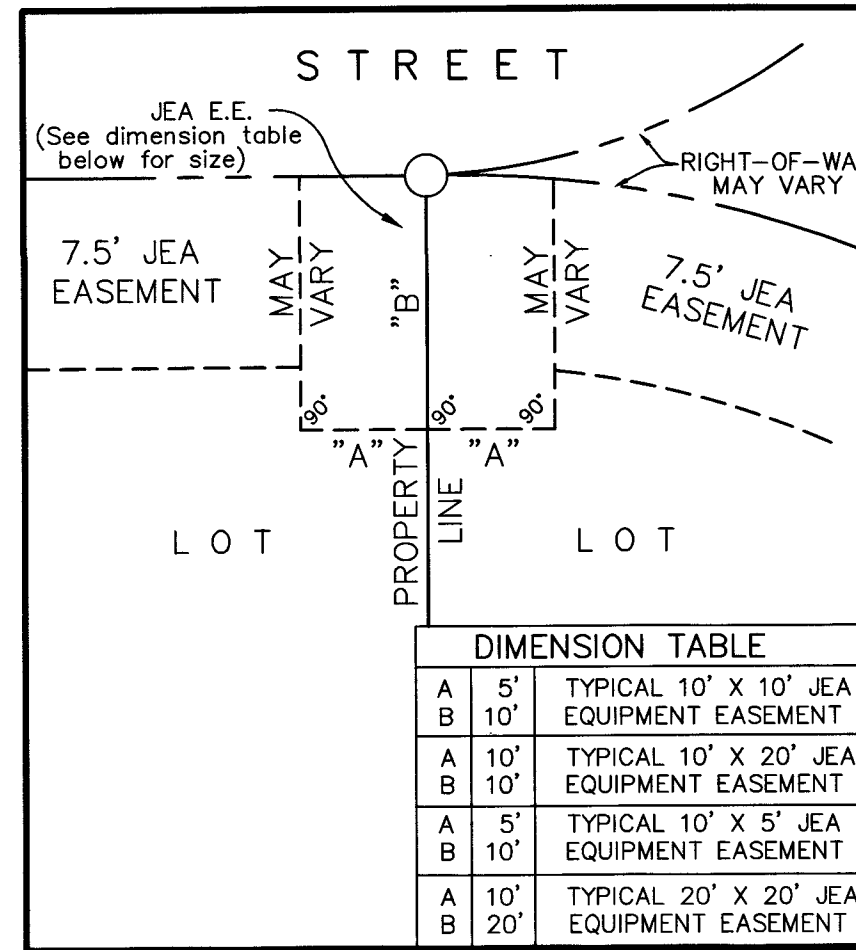 STREET
JEA E.E.
(See dimension table
below for size)
RIGHT-OF-WA
MAY VARY
7.5' JEA
EASEMENT
MAY
VARY
"B"
MAY
VARY
7.5' JEA
EASEMENT
90°
90°
90°
"A"
"A"
PROPERTY
LINE
LOT
LOT
DIMENSION TABLE
A 5' TYPICAL 10' X 10' JEA
B 10' EQUIPMENT EASEMENT
A 10' TYPICAL 10' X 20' JEA
B 10' EQUIPMENT EASEMENT
A 5' TYPICAL 10' X 5' JEA
B 10' EQUIPMENT EASEMENT
A 10' TYPICAL 20' X 20' JEA
B 20' EQUIPMENT EASEMENT